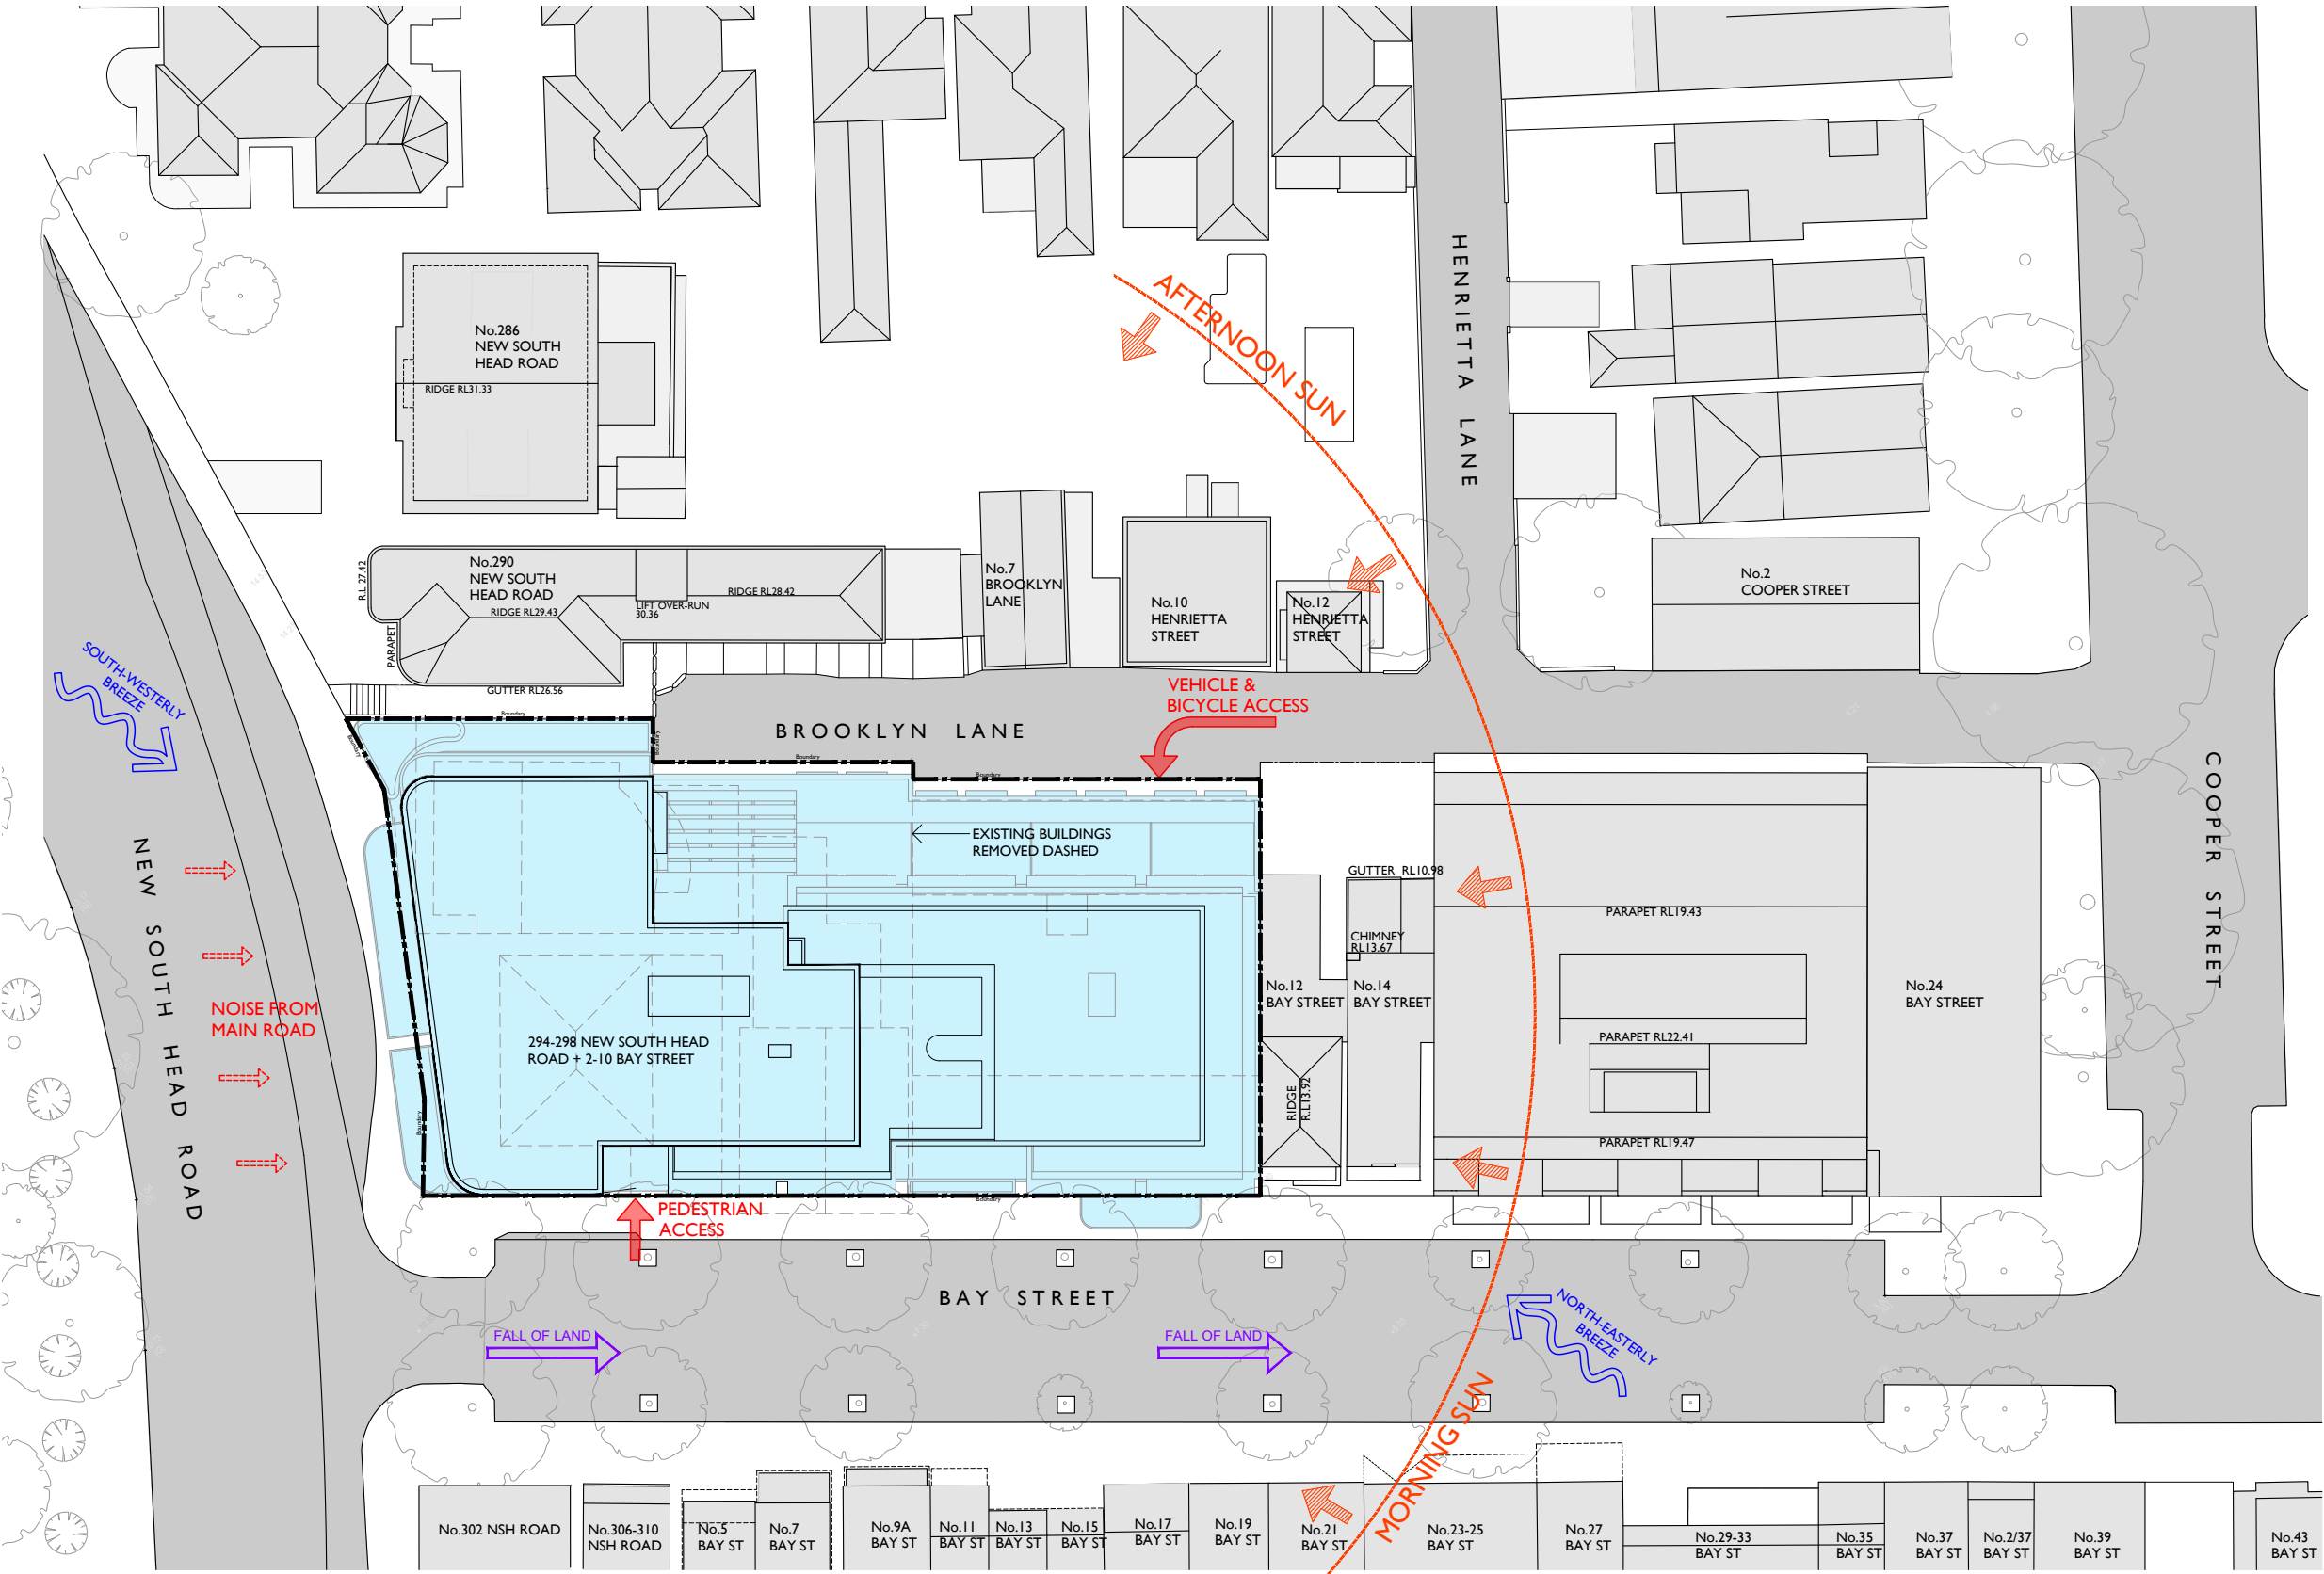 No.286
NEW SOUTH
HEAD ROAD
RIDGE RL31.33
AFTERNOON SUN
HENRIETTA LANE
R.L 27.42
No.290
NEW SOUTH
HEAD ROAD
RIDGE RL29.43
LIFT OVER-RUN
30.36
RIDGE RL28.42
PARAPET
GUTTER RL26.56
No.7
BROOKLYN
LANE
No.10
HENRIETTA
STREET
No.12
HENRIETTA
STREET
No.2
COOPER STREET
SOUTH-WESTERLY
BREEZE
VEHICLE &
BICYCLE ACCESS
BROOKLYN LANE
Boundary
Boundary
Boundary
Boundary
Boundary
EXISTING BUILDINGS
REMOVED DASHED
COOPER STREET
NEW SOUTH HEAD ROAD
NOISE FROM
MAIN ROAD
294-298 NEW SOUTH HEAD
ROAD + 2-10 BAY STREET
GUTTER RL10.98
CHIMNEY
RL13.67
No.12
BAY STREET
No.14
BAY STREET
RIDGE
R.L13.92
PARAPET RL19.43
PARAPET RL22.41
PARAPET RL19.47
No.24
BAY STREET
Boundary
Boundary
PEDESTRIAN
ACCESS
BAY STREET
FALL OF LAND
FALL OF LAND
NORTH-EASTERLY
BREEZE
MORNING SUN
No.302 NSH ROAD
No.306-310
NSH ROAD
No.5
BAY ST
No.7
BAY ST
No.9A
BAY ST
No.11
BAY ST
No.13
BAY ST
No.15
BAY ST
No.17
BAY ST
No.19
BAY ST
No.21
BAY ST
No.23-25
BAY ST
No.27
BAY ST
No.29-33
BAY ST
No.35
BAY ST
No.37
BAY ST
No.2/37
BAY ST
No.39
BAY ST
No.43
BAY ST